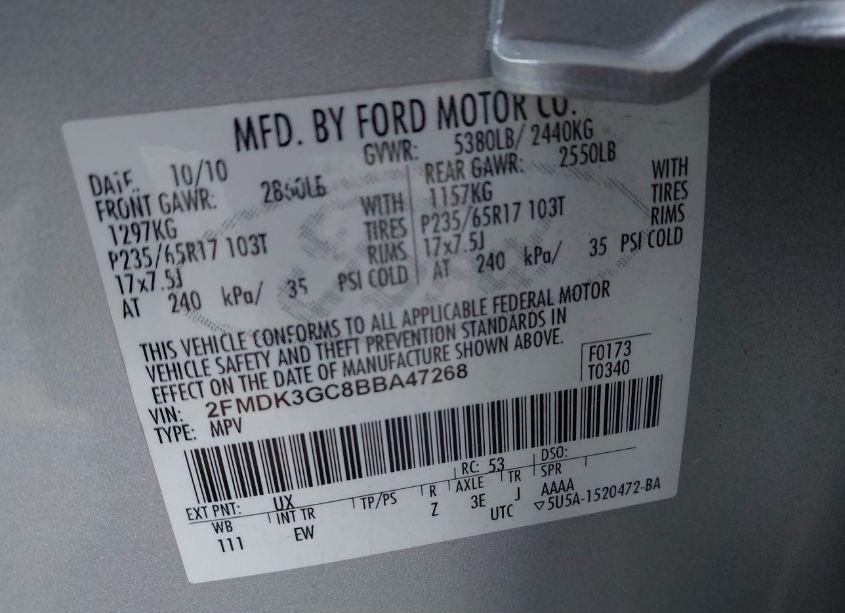 MFD. BY FORD MOTOR CO.
DATE: 10/10 GVWR: 5380LB/ 2440KG
FRONT GAWR: 2860LB REAR GAWR: 2550LB
1297KG WITH 1157KG WITH
P235/65R17 103T TIRES P235/65R17 103T TIRES
17x7.5J RIMS 17x7.5J RIMS
AT 240 kPa/ 35 PSI COLD AT 240 kPa/ 35 PSI COLD
THIS VEHICLE CONFORMS TO ALL APPLICABLE FEDERAL MOTOR
VEHICLE SAFETY AND THEFT PREVENTION STANDARDS IN
EFFECT ON THE DATE OF MANUFACTURE SHOWN ABOVE.
VIN: 2FMDK3GC8BBA47268 F0173
TYPE: MPV T0340
EXT PNT: UX RC: 53 DSO:
WB INT TR TP/PS R AXLE TR SPR
111 EW Z 3E J AAAA
UTC ▽5U5A-1520472-BA